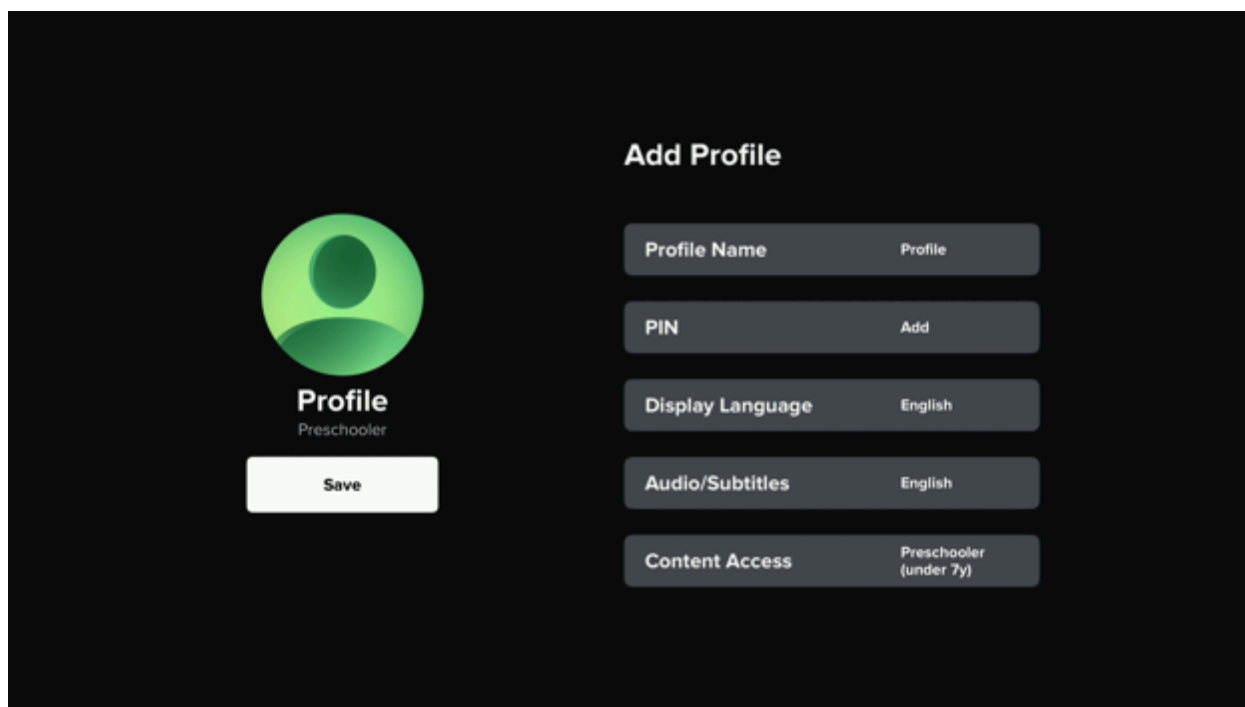 Add Profile
Profile
Preschooler
Save
Profile Name Profile
PIN Add
Display Language English
Audio/Subtitles English
Content Access Preschooler
(under 7y)